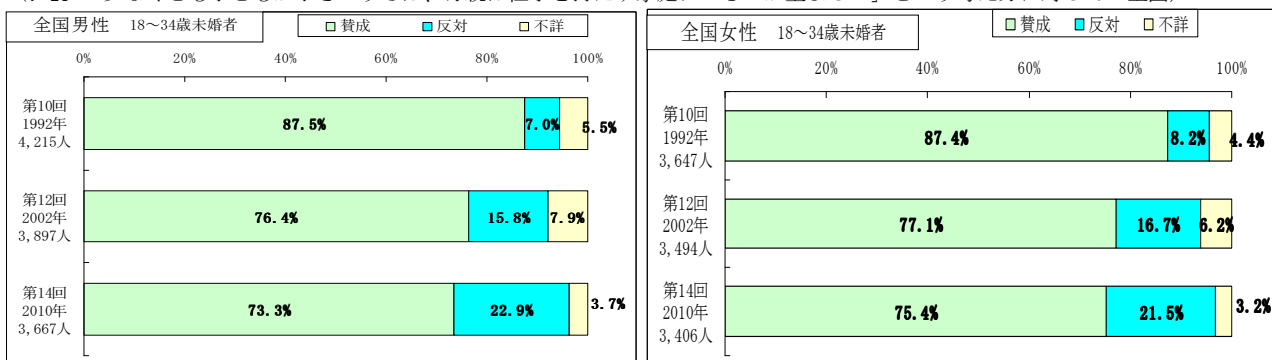 全国男性 18～34歳未婚者
賛成 反対 不詳
0% 20% 40% 60% 80% 100%
第10回
1992年
4,215人
87.5% 7.0% 5.5%
第12回
2002年
3,897人
76.4% 15.8% 7.9%
第14回
2010年
3,667人
73.3% 22.9% 3.7%
全国女性 18～34歳未婚者
賛成 反対 不詳
0% 20% 40% 60% 80% 100%
第10回
1992年
3,647人
87.4% 8.2% 4.4%
第12回
2002年
3,494人
77.1% 16.7% 6.2%
第14回
2010年
3,406人
75.4% 21.5% 3.2%